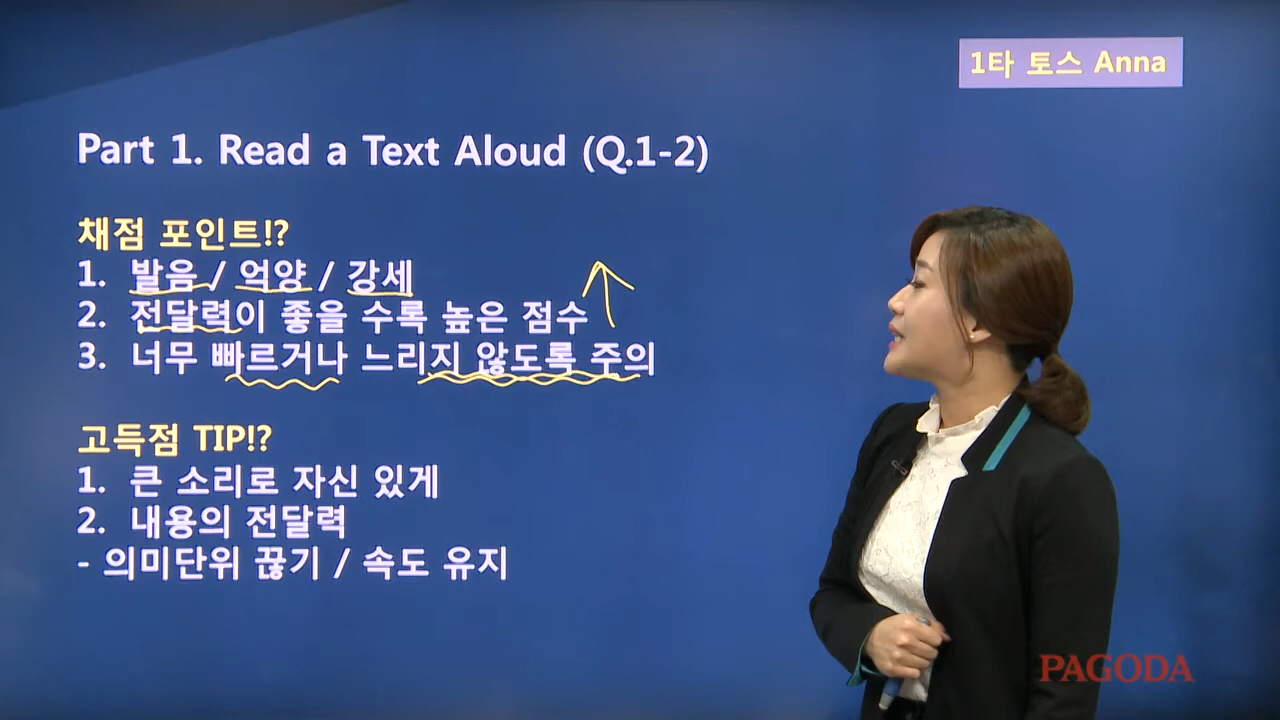 1타 토스 Anna
Part 1. Read a Text Aloud (Q.1-2)
채점 포인트!?
1. 발음 / 억양 / 강세
2. 전달력이 좋을 수록 높은 점수
3. 너무 빠르거나 느리지 않도록 주의
고득점 TIP!?
1. 큰 소리로 자신 있게
2. 내용의 전달력
- 의미단위 끊기 / 속도 유지
PAGODA